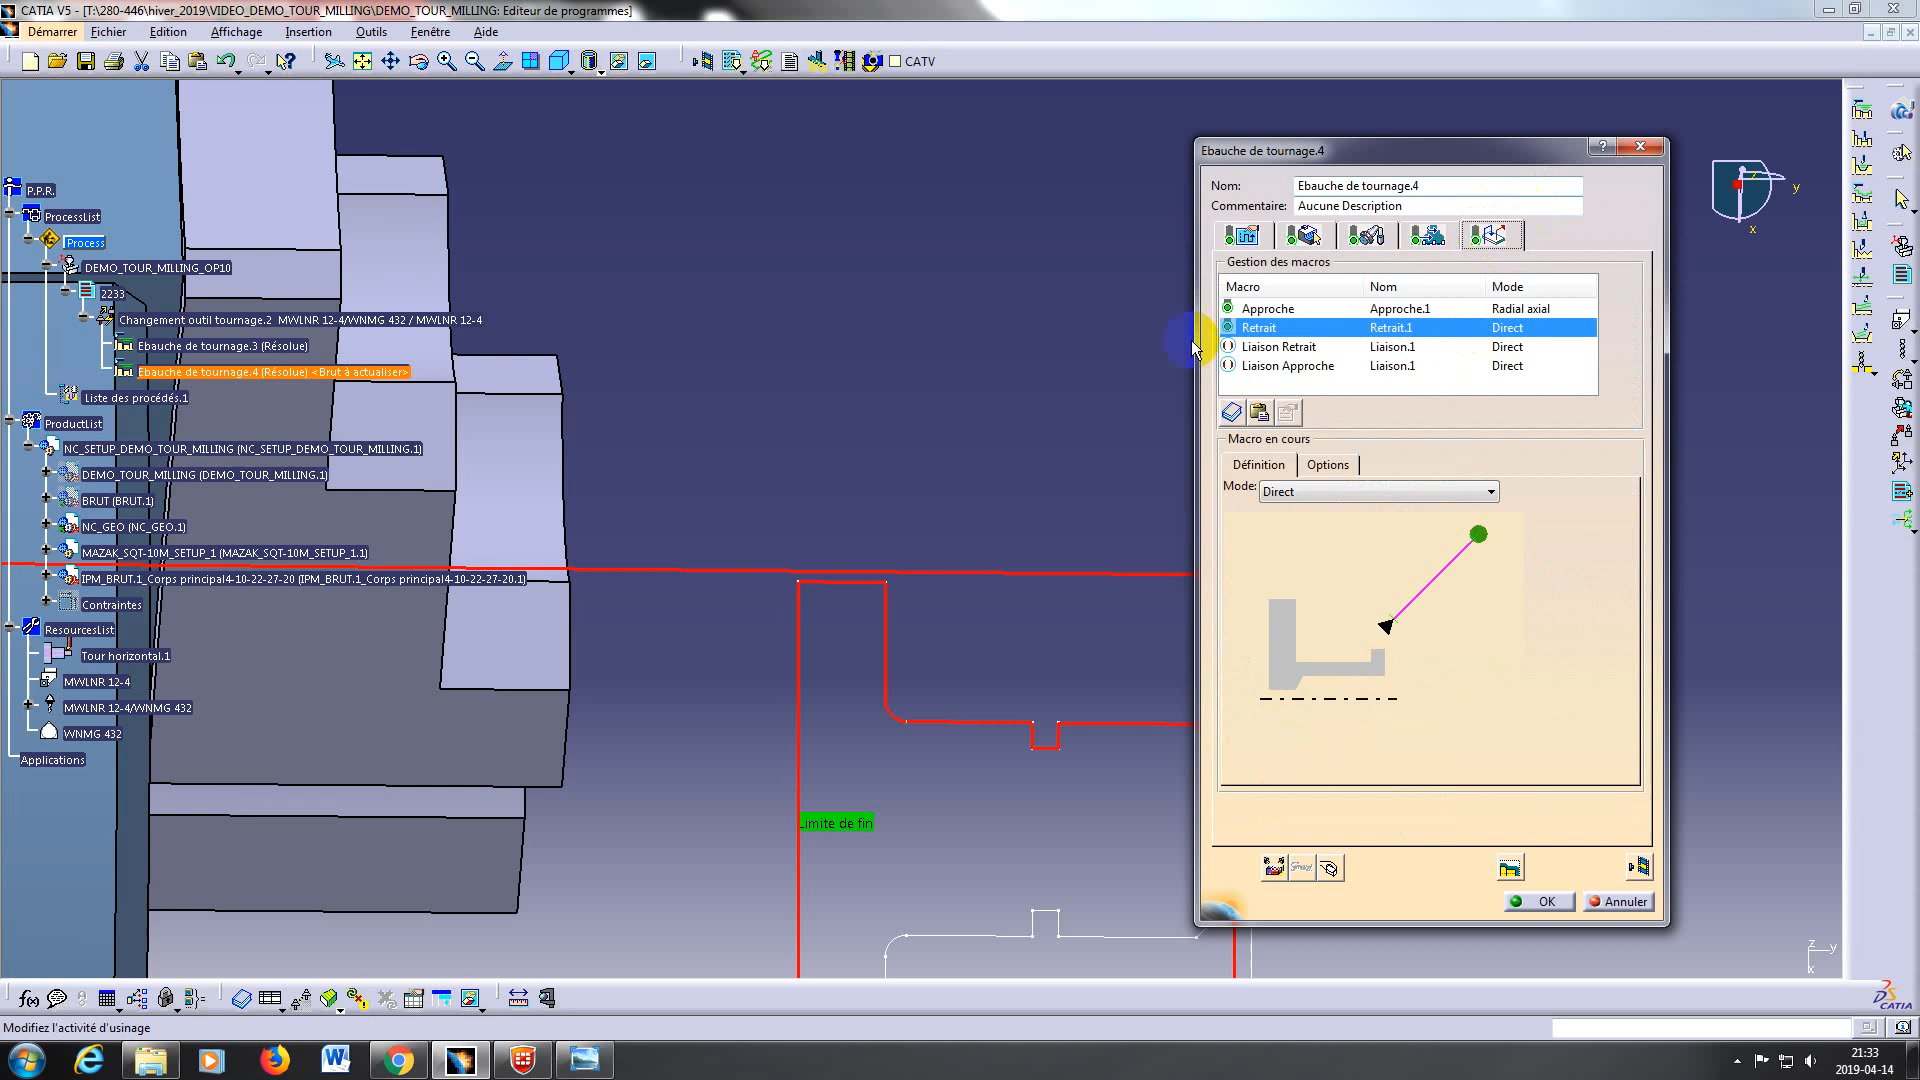 CATIA V5 - [T:\280-446\hiver_2019\VIDEO_DEMO_TOUR_MILLING\DEMO_TOUR_MILLING: Editeur de programmes]
Démarrer Fichier Edition Affichage Insertion Outils Fenêtre Aide
CATV
P.P.R.
ProcessList
Process
DEMO_TOUR_MILLING_OP10
2233
Changement outil tournage.2 MWLNR 12-4/WNMG 432 / MWLNR 12-4
Ebauche de tournage.3 (Résolue)
Ebauche de tournage.4 (Résolue) <Brut à actualiser>
Liste des procédés.1
ProductList
NC_SETUP_DEMO_TOUR_MILLING (NC_SETUP_DEMO_TOUR_MILLING.1)
DEMO_TOUR_MILLING (DEMO_TOUR_MILLING.1)
BRUT (BRUT.1)
NC_GEO (NC_GEO.1)
MAZAK_SQT-10M_SETUP_1 (MAZAK_SQT-10M_SETUP_1.1)
IPM_BRUT.1_Corps principal4-10-22-27-20 (IPM_BRUT.1_Corps principal4-10-22-27-20.1)
Contraintes
ResourcesList
Tour horizontal.1
MWLNR 12-4
MWLNR 12-4/WNMG 432
WNMG 432
Applications
Limite de fin
Ebauche de tournage.4
Nom: Ebauche de tournage.4
Commentaire: Aucune Description
Gestion des macros
Macro Nom Mode
Approche Approche.1 Radial axial
Retrait Retrait.1 Direct
Liaison Retrait Liaison.1 Direct
Liaison Approche Liaison.1 Direct
Macro en cours
Définition Options
Mode: Direct
OK Annuler
y
x
z
y
x
CATIA
Modifiez l'activité d'usinage
21:33
2019-04-14